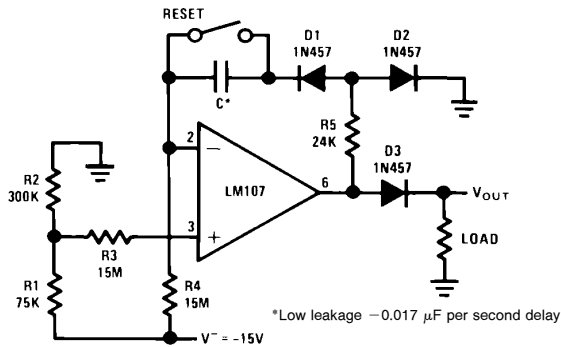 RESET
D1
1N457
D2
1N457
C*
R5
24K
D3
1N457
R2
300K
2
−
LM107
6
VOUT
3
+
R3
15M
LOAD
R1
75K
R4
15M
V− = -15V
*Low leakage −0.017 μF per second delay